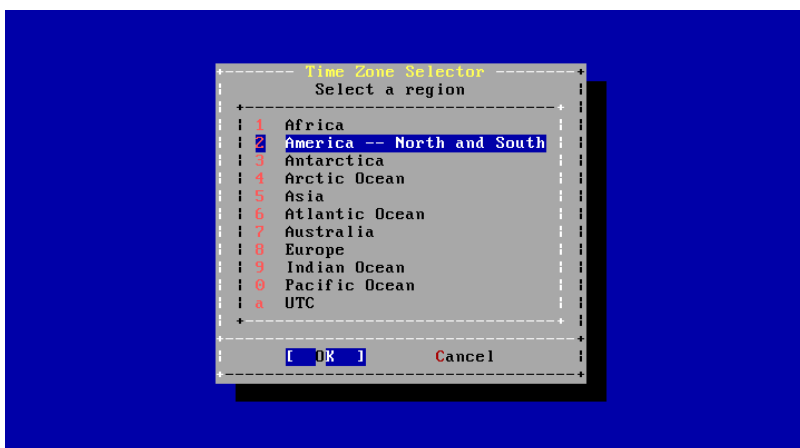 Time Zone Selector
Select a region
1 Africa
2 America -- North and South
3 Antarctica
4 Arctic Ocean
5 Asia
6 Atlantic Ocean
7 Australia
8 Europe
9 Indian Ocean
0 Pacific Ocean
a UTC
[ OK ] Cancel